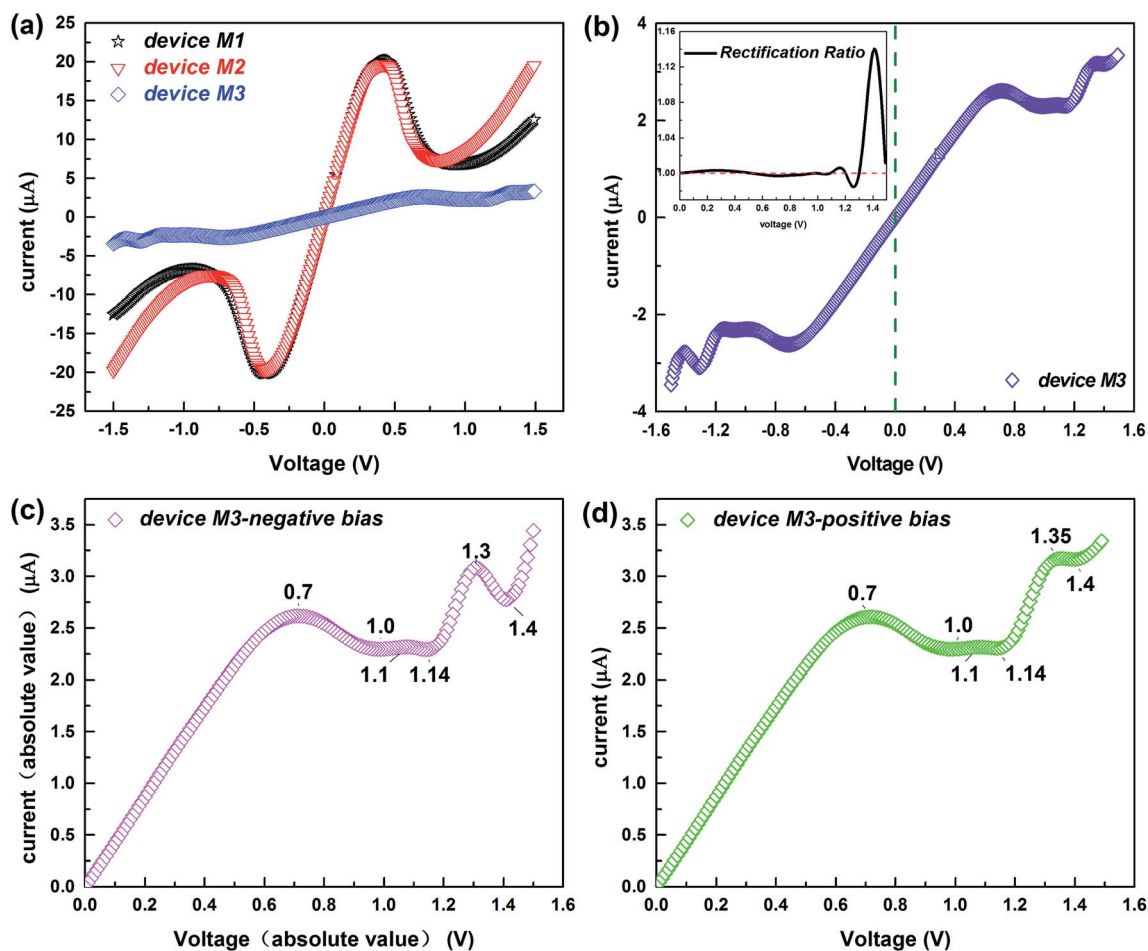 (a)
device M1
device M2
device M3
25
20
15
10
5
0
-5
-10
-15
-20
-25
current (μA)
-1.5 -1.0 -0.5 0.0 0.5 1.0 1.5
Voltage (V)
(b)
4
2
0
-2
-4
current (μA)
1.16
1.12
1.08
1.04
1.00
Rectification Ratio
0.0 0.2 0.4 0.6 0.8 1.0 1.2 1.4
voltage (V)
device M3
-1.6 -1.2 -0.8 -0.4 0.0 0.4 0.8 1.2 1.6
Voltage (V)
(c)
device M3-negative bias
3.5
3.0
2.5
2.0
1.5
1.0
0.5
0.0
current（absolute value） (μA)
0.7
1.0
1.1
1.14
1.3
1.4
0.0 0.2 0.4 0.6 0.8 1.0 1.2 1.4 1.6
Voltage（absolute value） (V)
(d)
device M3-positive bias
3.5
3.0
2.5
2.0
1.5
1.0
0.5
0.0
current (μA)
0.7
1.0
1.1
1.14
1.35
1.4
0.0 0.2 0.4 0.6 0.8 1.0 1.2 1.4 1.6
Voltage (V)